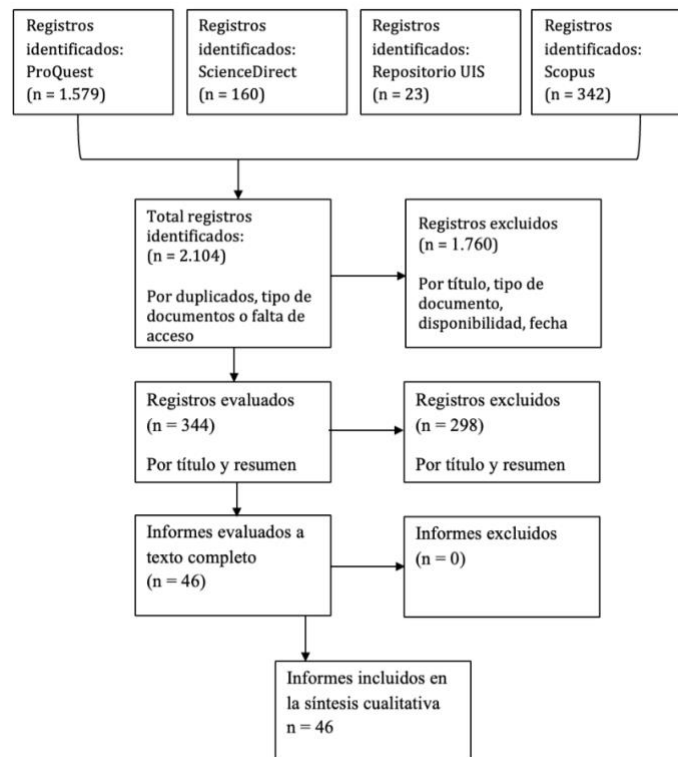 Registros
identificados:
ProQuest
(n = 1.579)
Registros
identificados:
ScienceDirect
(n = 160)
Registros
identificados:
Repositorio UIS
(n = 23)
Registros
identificados:
Scopus
(n = 342)
Total registros
identificados:
(n = 2.104)
Por duplicados, tipo de
documentos o falta de
acceso
Registros excluidos
(n = 1.760)
Por título, tipo de
documento,
disponibilidad, fecha
Registros evaluados
(n = 344)
Por título y resumen
Registros excluidos
(n = 298)
Por título y resumen
Informes evaluados a
texto completo
(n = 46)
Informes excluidos
(n = 0)
Informes incluidos en
la síntesis cualitativa
n = 46